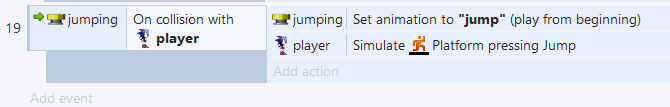 19 jumping On collision with player jumping Set animation to "jump" (play from beginning)
player Simulate Platform pressing Jump
Add action
Add event